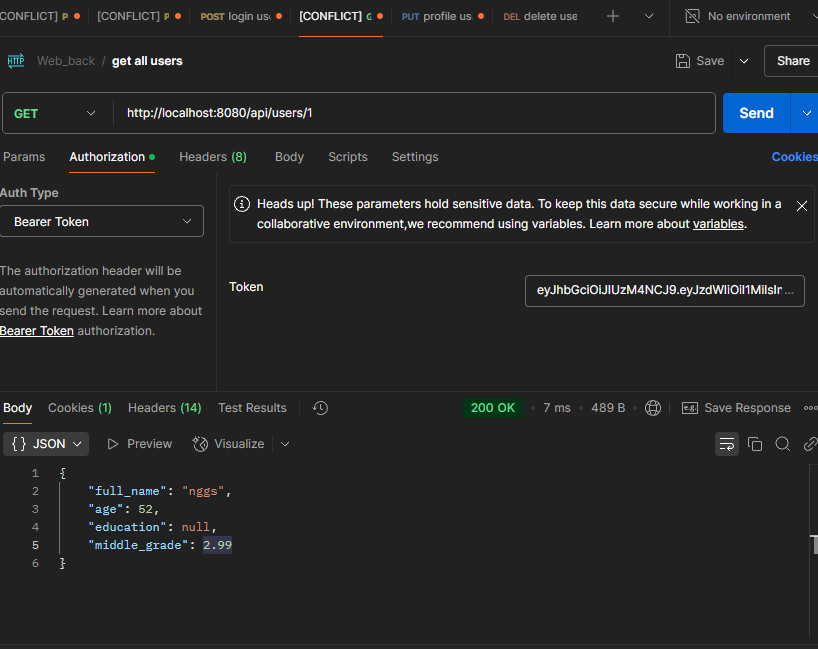 CONFLICT] P [CONFLICT] P POST login use [CONFLICT] G PUT profile us DEL delete use No environment
HTTP Web_back / get all users Save Share
GET http://localhost:8080/api/users/1 Send
Params Authorization Headers (8) Body Scripts Settings Cookies
Auth Type
Bearer Token
The authorization header will be
automatically generated when you
send the request. Learn more about
Bearer Token authorization.
Heads up! These parameters hold sensitive data. To keep this data secure while working in a
collaborative environment,we recommend using variables. Learn more about variables.
Token
Body Cookies (1) Headers (14) Test Results 200 OK 7 ms 489 B e.g. Save Response
{} JSON Preview Visualize
1 {
2 "full_name": "nggs",
3 "age": 52,
4 "education": null,
5 "middle_grade": 2.99
6 }